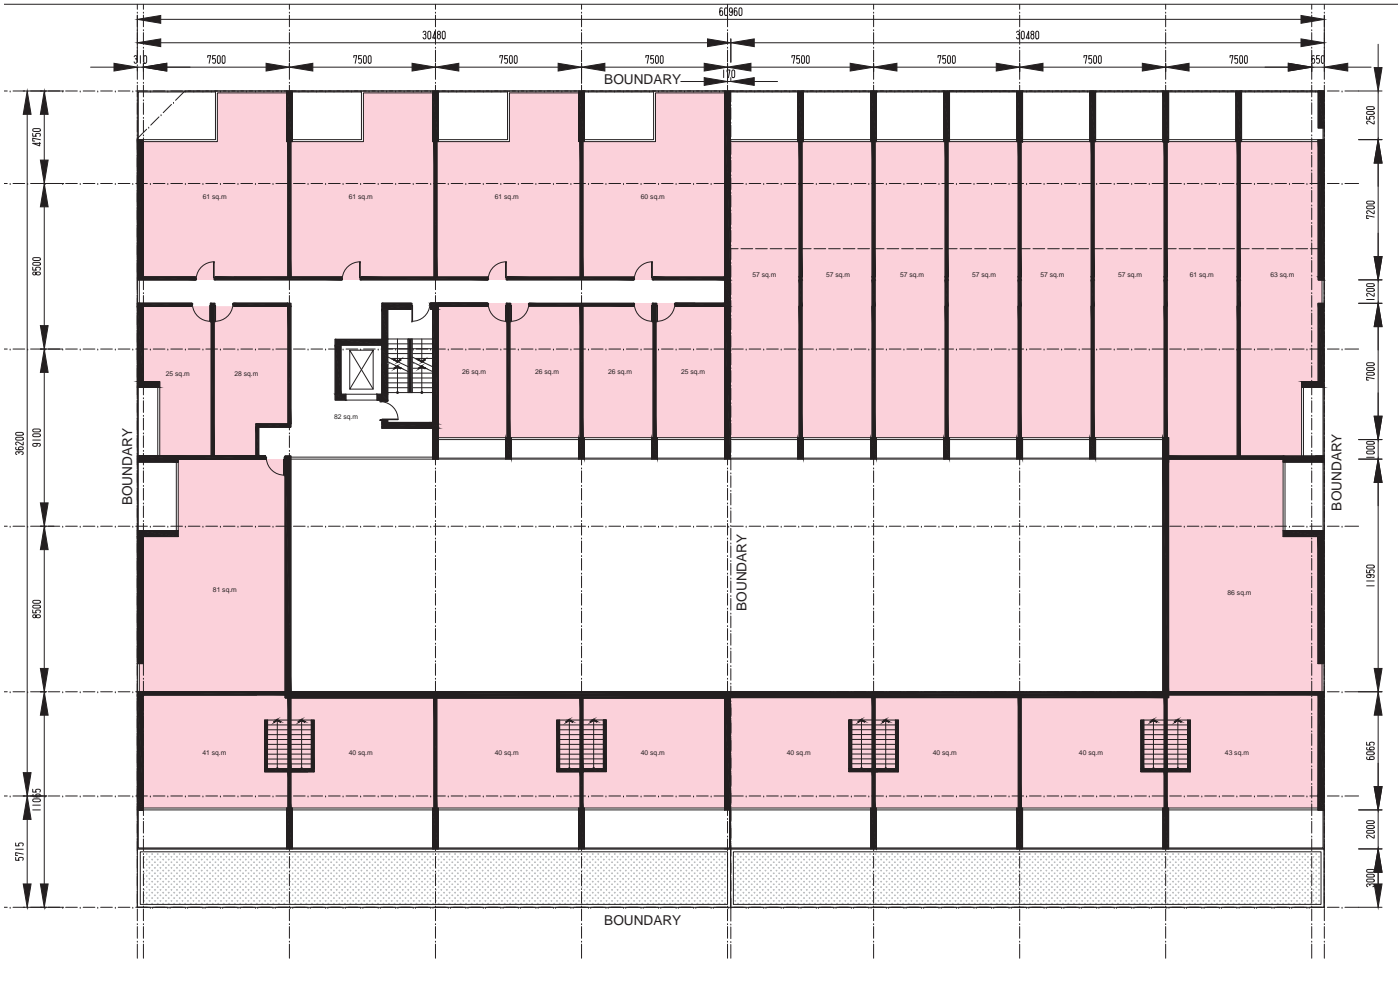 60960
30480 30480
310 7500 7500 7500 7500 7500 7500 7500 7500 650
BOUNDARY 170
4750 2500
61 sq.m 61 sq.m 61 sq.m 60 sq.m
7200
8500
57 sq.m 57 sq.m 57 sq.m 57 sq.m 57 sq.m 57 sq.m 61 sq.m 63 sq.m
1200
25 sq.m 28 sq.m 26 sq.m 26 sq.m 26 sq.m 25 sq.m
7000
82 sq.m
36200 9100
1000
BOUNDARY
BOUNDARY
BOUNDARY
11950
81 sq.m 86 sq.m
8500
41 sq.m 40 sq.m 40 sq.m 40 sq.m 40 sq.m 40 sq.m 40 sq.m 43 sq.m
6065
11065
2000
5715
3000
BOUNDARY